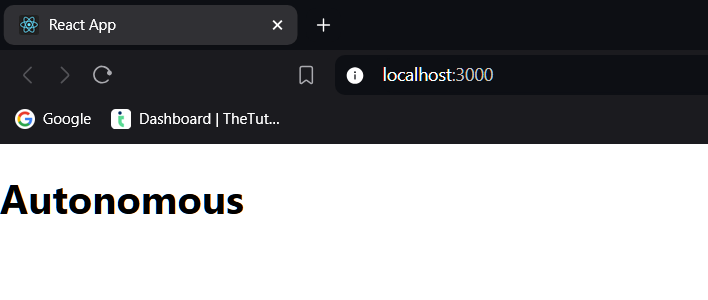 React App
localhost:3000
Google
Dashboard | TheTut...
Autonomous